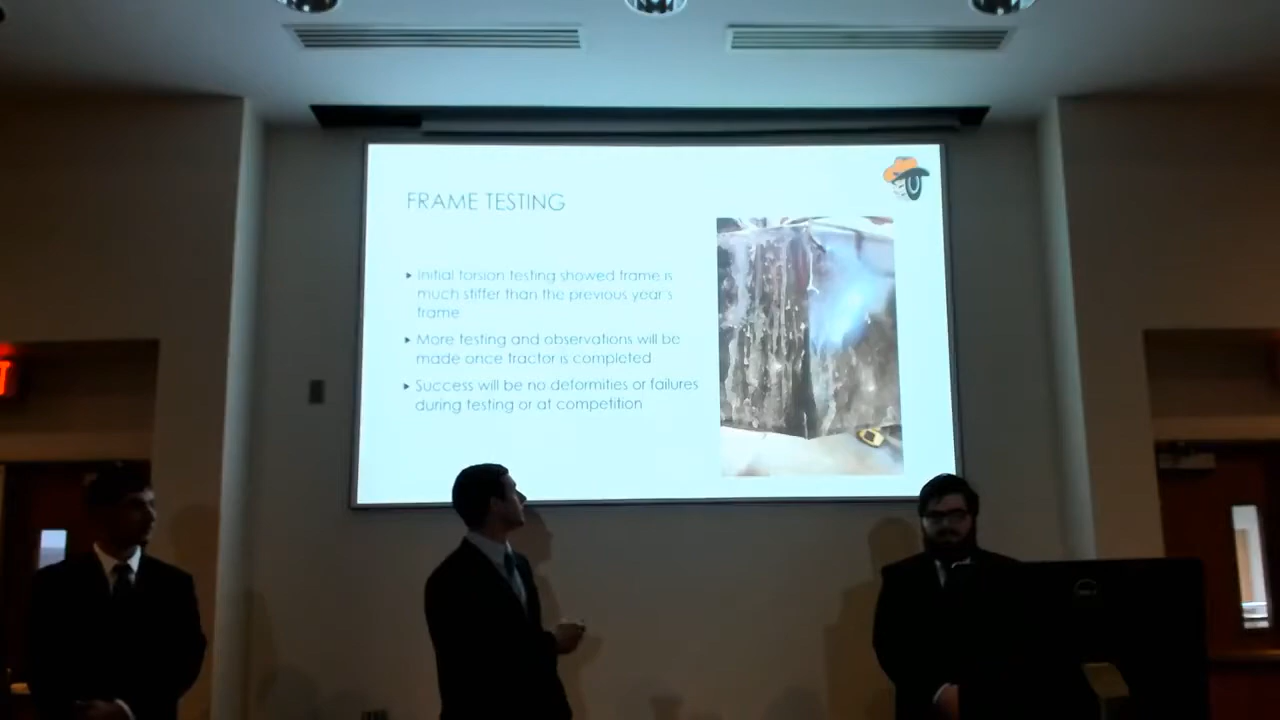 FRAME TESTING
Initial torsion testing showed frame is
much stiffer than the previous year's
frame
More testing and observations will be
made once tractor is completed
Success will be no deformities or failures
during testing or at competition